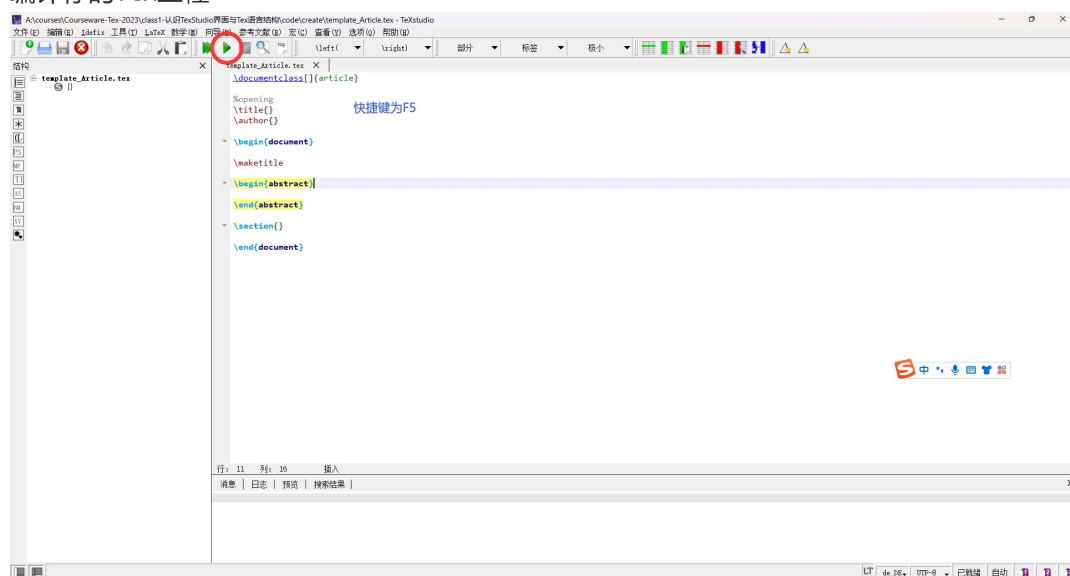 A\courses\Courseware-Tex-2023\class1-认识TexStudio界面与Tex语言结构\code\create\template_Article.tex - TeXstudio
文件(E) 编辑(E) Idefix 工具(T) LaTeX 数学(M) 向导(W) 参考文献(B) 宏(C) 查看(V) 选项(O) 帮助(H)
\left( \right) 部分 标签 极小
结构
template_Article.tex
template_Article.tex
\documentclass[]{article}
%opening
\title{}
\author{}
快捷键为F5
\begin{document}
\maketitle
\begin{abstract}
\end{abstract}
\section{}
\end{document}
中
行: 11 列: 16 插入
消息 日志 预览 搜索结果
LT de_DE UTF-8 已就绪 自动